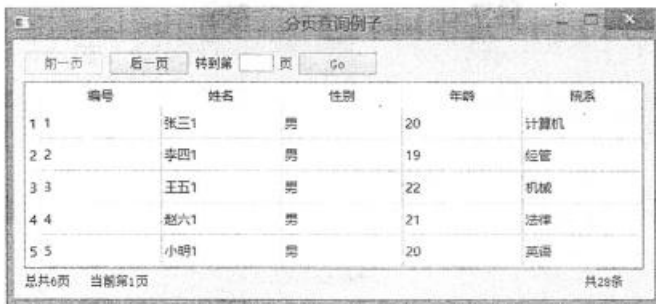 分页查询例子
前一页 后一页 转到第 页 Go
编号 姓名 性别 年龄 院系
1 1 张三1 男 20 计算机
2 2 李四1 男 19 经管
3 3 王五1 男 22 机械
4 4 赵六1 男 21 法律
5 5 小明1 男 20 英语
总共6页 当前第1页 共28条